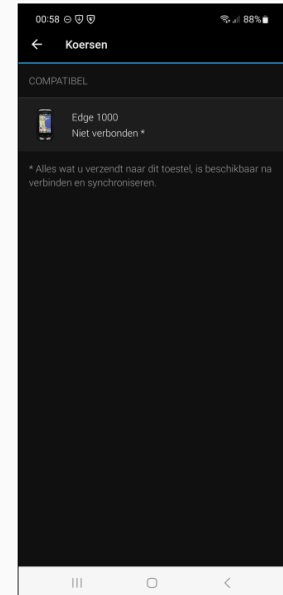 00:58 88%
Koersen
COMPATIBEL
Edge 1000
Niet verbonden *
* Alles wat u verzendt naar dit toestel, is beschikbaar na
verbinden en synchroniseren.